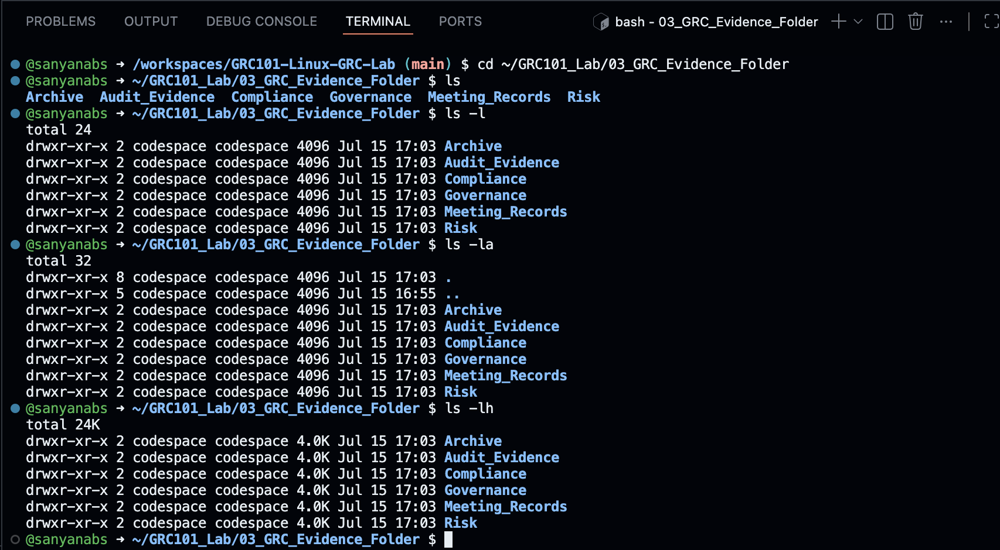 PROBLEMS OUTPUT DEBUG CONSOLE TERMINAL PORTS bash - 03_GRC_Evidence_Folder
@sanyanabs → /workspaces/GRC101-Linux-GRC-Lab (main) $ cd ~/GRC101_Lab/03_GRC_Evidence_Folder
@sanyanabs → ~/GRC101_Lab/03_GRC_Evidence_Folder $ ls
Archive  Audit_Evidence  Compliance  Governance  Meeting_Records  Risk
@sanyanabs → ~/GRC101_Lab/03_GRC_Evidence_Folder $ ls -l
total 24
drwxr-xr-x 2 codespace codespace 4096 Jul 15 17:03 Archive
drwxr-xr-x 2 codespace codespace 4096 Jul 15 17:03 Audit_Evidence
drwxr-xr-x 2 codespace codespace 4096 Jul 15 17:03 Compliance
drwxr-xr-x 2 codespace codespace 4096 Jul 15 17:03 Governance
drwxr-xr-x 2 codespace codespace 4096 Jul 15 17:03 Meeting_Records
drwxr-xr-x 2 codespace codespace 4096 Jul 15 17:03 Risk
@sanyanabs → ~/GRC101_Lab/03_GRC_Evidence_Folder $ ls -la
total 32
drwxr-xr-x 8 codespace codespace 4096 Jul 15 17:03 .
drwxr-xr-x 5 codespace codespace 4096 Jul 15 16:55 ..
drwxr-xr-x 2 codespace codespace 4096 Jul 15 17:03 Archive
drwxr-xr-x 2 codespace codespace 4096 Jul 15 17:03 Audit_Evidence
drwxr-xr-x 2 codespace codespace 4096 Jul 15 17:03 Compliance
drwxr-xr-x 2 codespace codespace 4096 Jul 15 17:03 Governance
drwxr-xr-x 2 codespace codespace 4096 Jul 15 17:03 Meeting_Records
drwxr-xr-x 2 codespace codespace 4096 Jul 15 17:03 Risk
@sanyanabs → ~/GRC101_Lab/03_GRC_Evidence_Folder $ ls -lh
total 24K
drwxr-xr-x 2 codespace codespace 4.0K Jul 15 17:03 Archive
drwxr-xr-x 2 codespace codespace 4.0K Jul 15 17:03 Audit_Evidence
drwxr-xr-x 2 codespace codespace 4.0K Jul 15 17:03 Compliance
drwxr-xr-x 2 codespace codespace 4.0K Jul 15 17:03 Governance
drwxr-xr-x 2 codespace codespace 4.0K Jul 15 17:03 Meeting_Records
drwxr-xr-x 2 codespace codespace 4.0K Jul 15 17:03 Risk
@sanyanabs → ~/GRC101_Lab/03_GRC_Evidence_Folder $